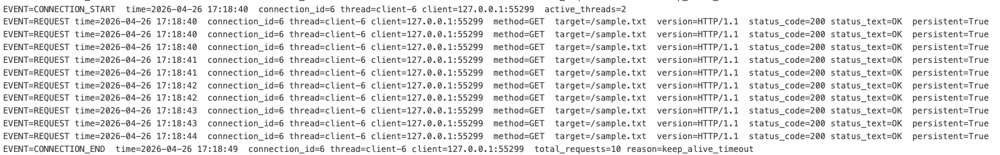 EVENT=CONNECTION_START  time=2026-04-26 17:18:40  connection_id=6 thread=client-6 client=127.0.0.1:55299  active_threads=2
EVENT=REQUEST time=2026-04-26 17:18:40  connection_id=6 thread=client-6 client=127.0.0.1:55299  method=GET  target=/sample.txt  version=HTTP/1.1  status_code=200 status_text=OK  persistent=True
EVENT=REQUEST time=2026-04-26 17:18:40  connection_id=6 thread=client-6 client=127.0.0.1:55299  method=GET  target=/sample.txt  version=HTTP/1.1  status_code=200 status_text=OK  persistent=True
EVENT=REQUEST time=2026-04-26 17:18:40  connection_id=6 thread=client-6 client=127.0.0.1:55299  method=GET  target=/sample.txt  version=HTTP/1.1  status_code=200 status_text=OK  persistent=True
EVENT=REQUEST time=2026-04-26 17:18:41  connection_id=6 thread=client-6 client=127.0.0.1:55299  method=GET  target=/sample.txt  version=HTTP/1.1  status_code=200 status_text=OK  persistent=True
EVENT=REQUEST time=2026-04-26 17:18:41  connection_id=6 thread=client-6 client=127.0.0.1:55299  method=GET  target=/sample.txt  version=HTTP/1.1  status_code=200 status_text=OK  persistent=True
EVENT=REQUEST time=2026-04-26 17:18:42  connection_id=6 thread=client-6 client=127.0.0.1:55299  method=GET  target=/sample.txt  version=HTTP/1.1  status_code=200 status_text=OK  persistent=True
EVENT=REQUEST time=2026-04-26 17:18:42  connection_id=6 thread=client-6 client=127.0.0.1:55299  method=GET  target=/sample.txt  version=HTTP/1.1  status_code=200 status_text=OK  persistent=True
EVENT=REQUEST time=2026-04-26 17:18:43  connection_id=6 thread=client-6 client=127.0.0.1:55299  method=GET  target=/sample.txt  version=HTTP/1.1  status_code=200 status_text=OK  persistent=True
EVENT=REQUEST time=2026-04-26 17:18:43  connection_id=6 thread=client-6 client=127.0.0.1:55299  method=GET  target=/sample.txt  version=HTTP/1.1  status_code=200 status_text=OK  persistent=True
EVENT=REQUEST time=2026-04-26 17:18:44  connection_id=6 thread=client-6 client=127.0.0.1:55299  method=GET  target=/sample.txt  version=HTTP/1.1  status_code=200 status_text=OK  persistent=True
EVENT=CONNECTION_END  time=2026-04-26 17:18:49  connection_id=6 thread=client-6 client=127.0.0.1:55299  total_requests=10 reason=keep_alive_timeout